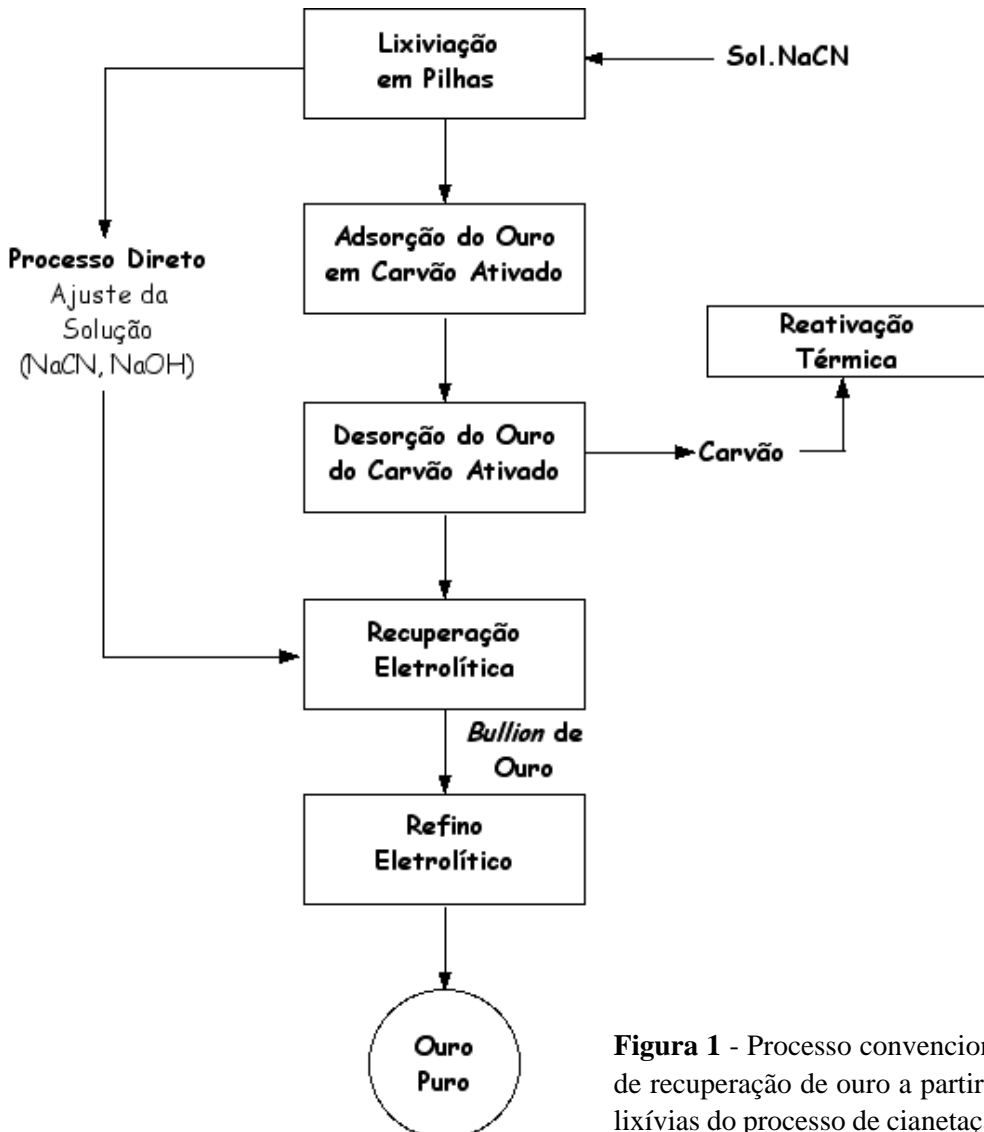 Lixiviação
em Pilhas
Sol.NaCN
Adsorção do Ouro
em Carvão Ativado
Processo Direto
Ajuste da
Solução
(NaCN, NaOH)
Reativação
Térmica
Desorção do Ouro
do Carvão Ativado
Carvão
Recuperação
Eletrolítica
Bullion de
Ouro
Refino
Eletrolítico
Ouro
Puro
Figura 1 - Processo convencion
de recuperação de ouro a partir
lixívias do processo de cianetaç